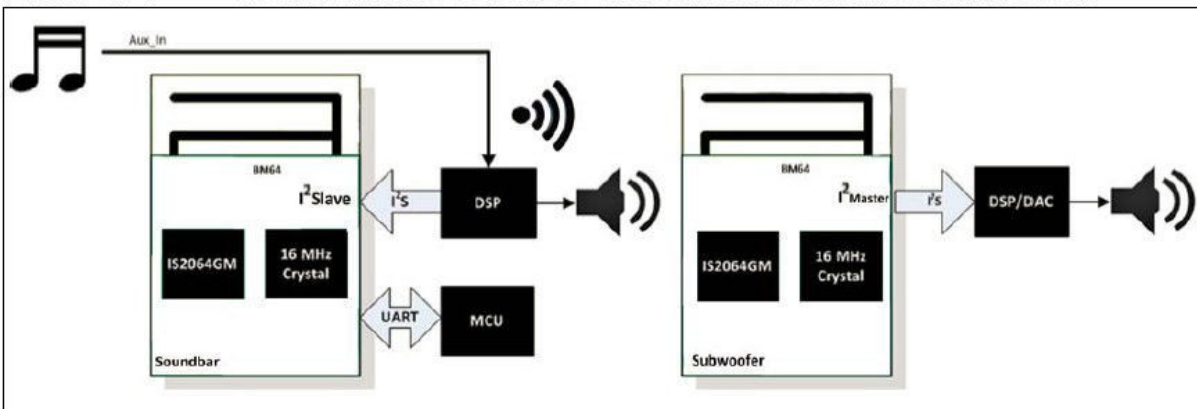 Aux_In
BM64
I²Slave
I²S
DSP
IS2064GM
16 MHz
Crystal
UART
MCU
Soundbar
BM64
I²Master
I²S
DSP/DAC
IS2064GM
16 MHz
Crystal
Subwoofer